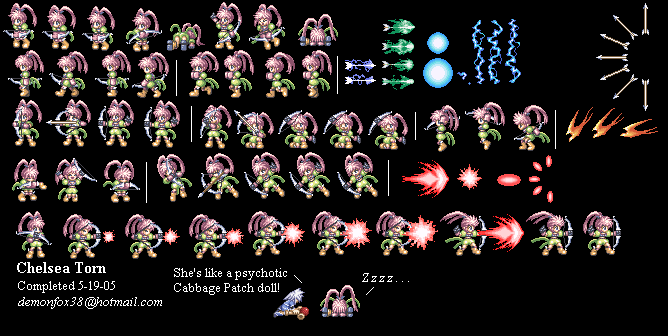 Chelsea Torn
Completed 5-19-05
demonfox38@hotmail.com
She's like a psychotic
Cabbage Patch doll!
Zzzz...